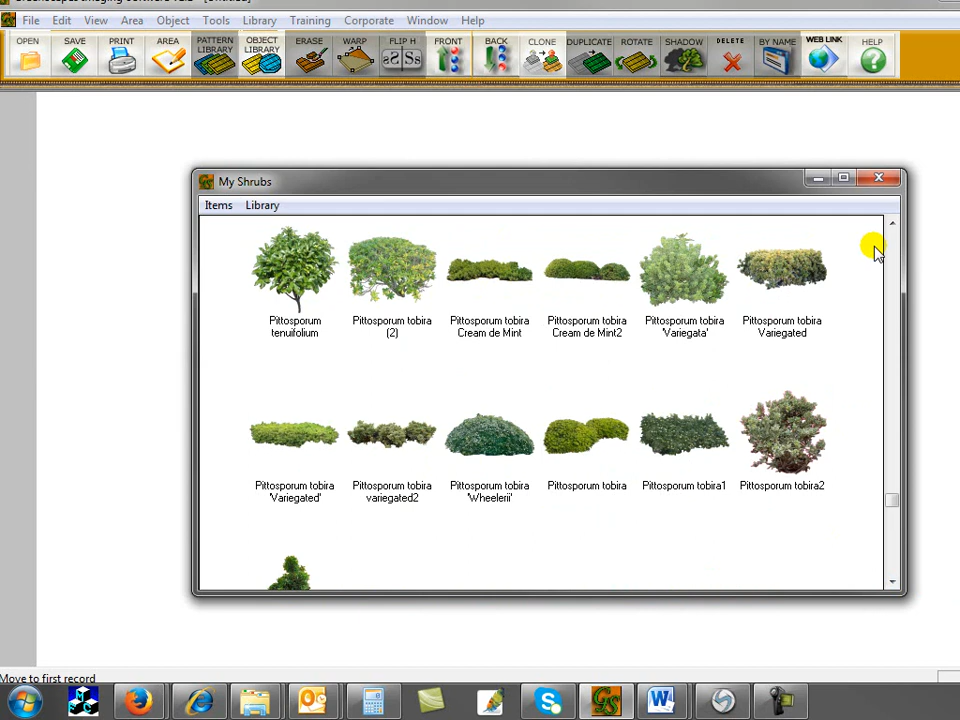 File Edit View Area Object Tools Library Training Corporate Window Help
OPEN SAVE PRINT AREA PATTERN LIBRARY OBJECT LIBRARY ERASE WARP FLIP H FRONT BACK CLONE DUPLICATE ROTATE SHADOW DELETE BY NAME WEB LINK HELP
My Shrubs
Items Library
Pittosporum tenuifolium
Pittosporum tobira (2)
Pittosporum tobira Cream de Mint
Pittosporum tobira Cream de Mint2
Pittosporum tobira 'Variegata'
Pittosporum tobira Variegated
Pittosporum tobira 'Variegated'
Pittosporum tobira variegated2
Pittosporum tobira 'Wheelerii'
Pittosporum tobira
Pittosporum tobira1
Pittosporum tobira2
Move to first record